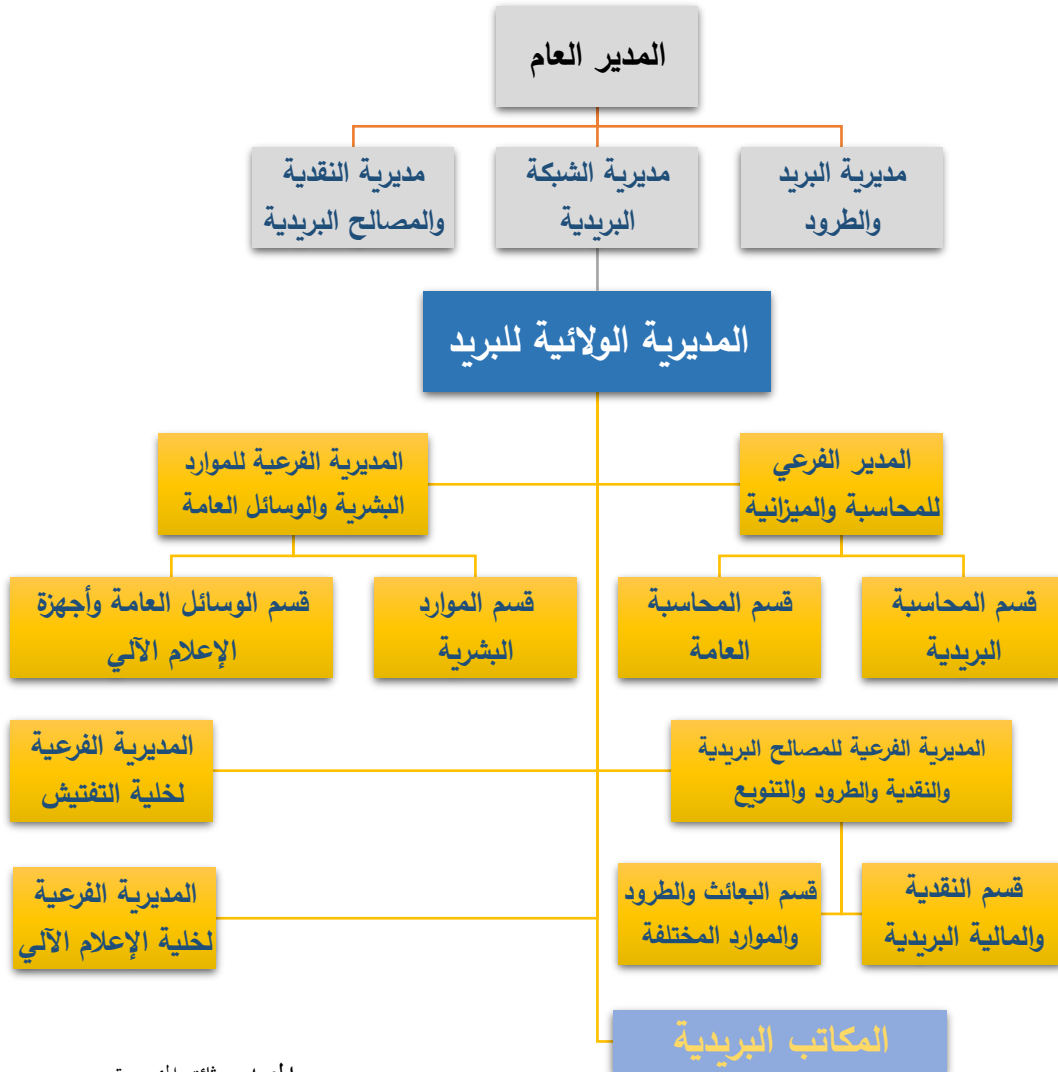 المدير العام
مديرية البريد
والطرود
مديرية الشبكة
البريدية
مديرية النقدية
والمصالح البريدية
المديرية الولائية للبريد
المدير الفرعي
للمحاسبة والميزانية
المديرية الفرعية للموارد
البشرية والوسائل العامة
قسم المحاسبة
البريدية
قسم المحاسبة
العامة
قسم الموارد
البشرية
قسم الوسائل العامة وأجهزة
الإعلام الآلي
المديرية الفرعية للمصالح البريدية
والنقدية والطرود والتنويع
المديرية الفرعية
لخلية التفتيش
قسم النقدية
والمالية البريدية
قسم البعائث والطرود
والموارد المختلفة
المديرية الفرعية
لخلية الإعلام الآلي
المكاتب البريدية